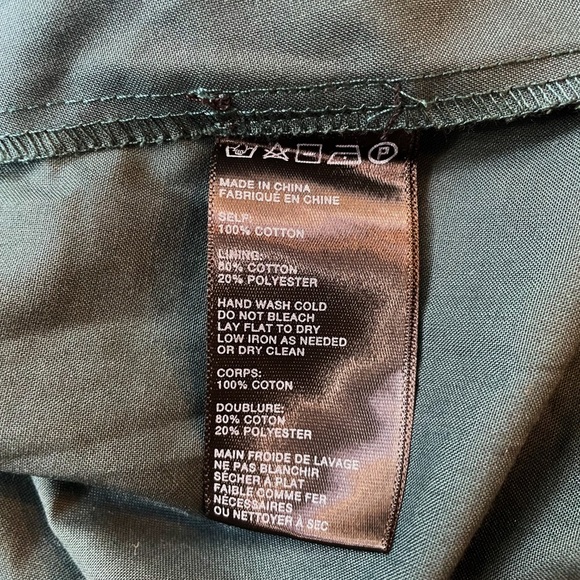 P
MADE IN CHINA
FABRIQUÉ EN CHINE
SELF:
100% COTTON
LINING:
80% COTTON
20% POLYESTER
HAND WASH COLD
DO NOT BLEACH
LAY FLAT TO DRY
LOW IRON AS NEEDED
OR DRY CLEAN
CORPS:
100% COTON
DOUBLURE:
80% COTON
20% POLYESTER
MAIN FROIDE DE LAVAGE
NE PAS BLANCHIR
SÉCHER À PLAT
FAIBLE COMME FER
NÉCESSAIRES
OU NETTOYER À SEC